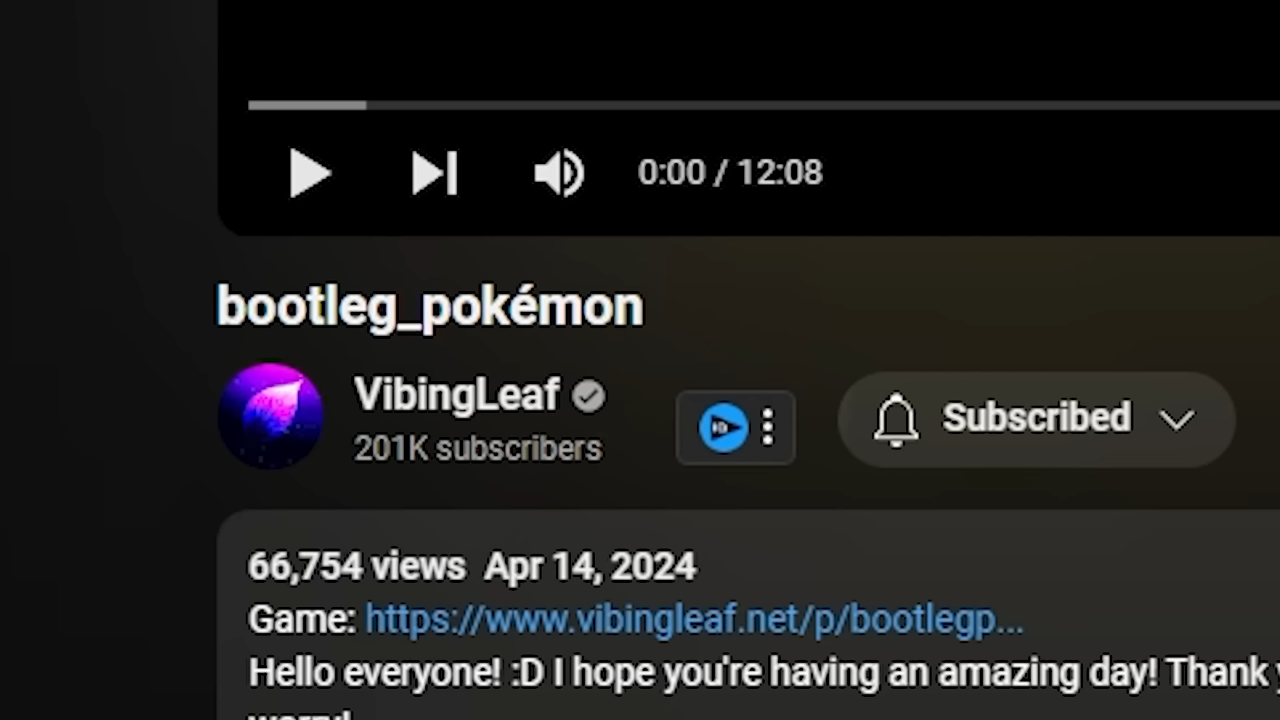 0:00 / 12:08
bootleg_pokémon
VibingLeaf
201K subscribers
Subscribed
66,754 views Apr 14, 2024
Game: https://www.vibingleaf.net/p/bootlegp...
Hello everyone! :D I hope you're having an amazing day! Thank